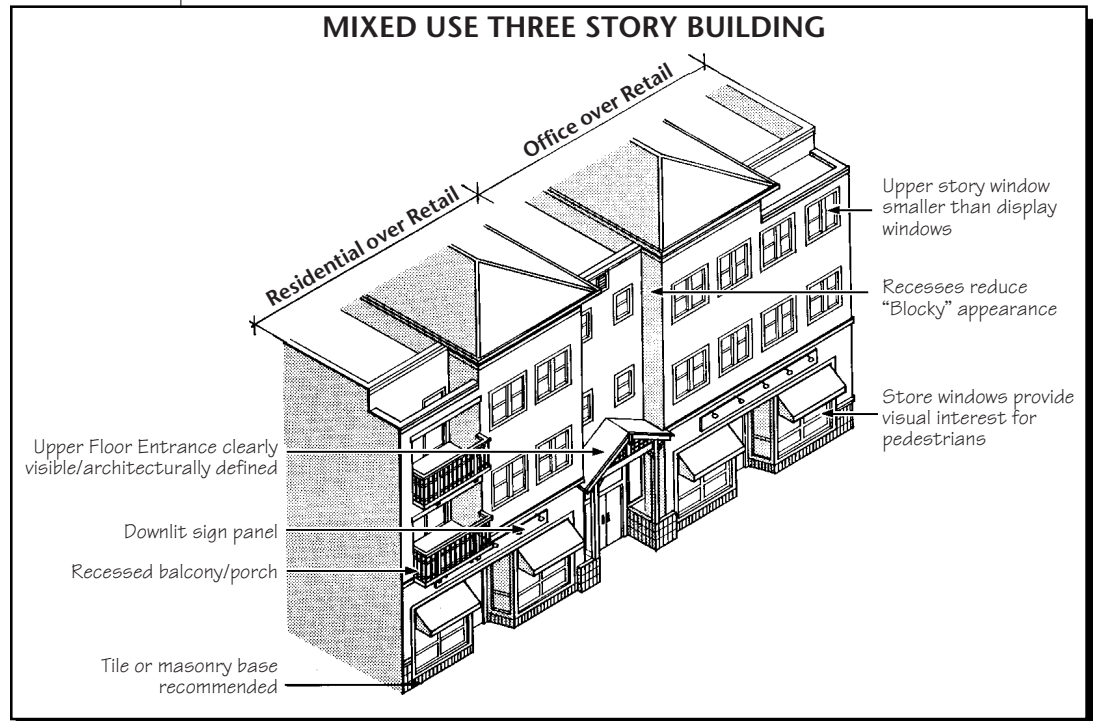 MIXED USE THREE STORY BUILDING
Office over Retail
Residential over Retail
Upper story window
smaller than display
windows
Recesses reduce
“Blocky” appearance
Store windows provide
visual interest for
pedestrians
Upper Floor Entrance clearly
visible/architecturally defined
Downlit sign panel
Recessed balcony/porch
Tile or masonry base
recommended